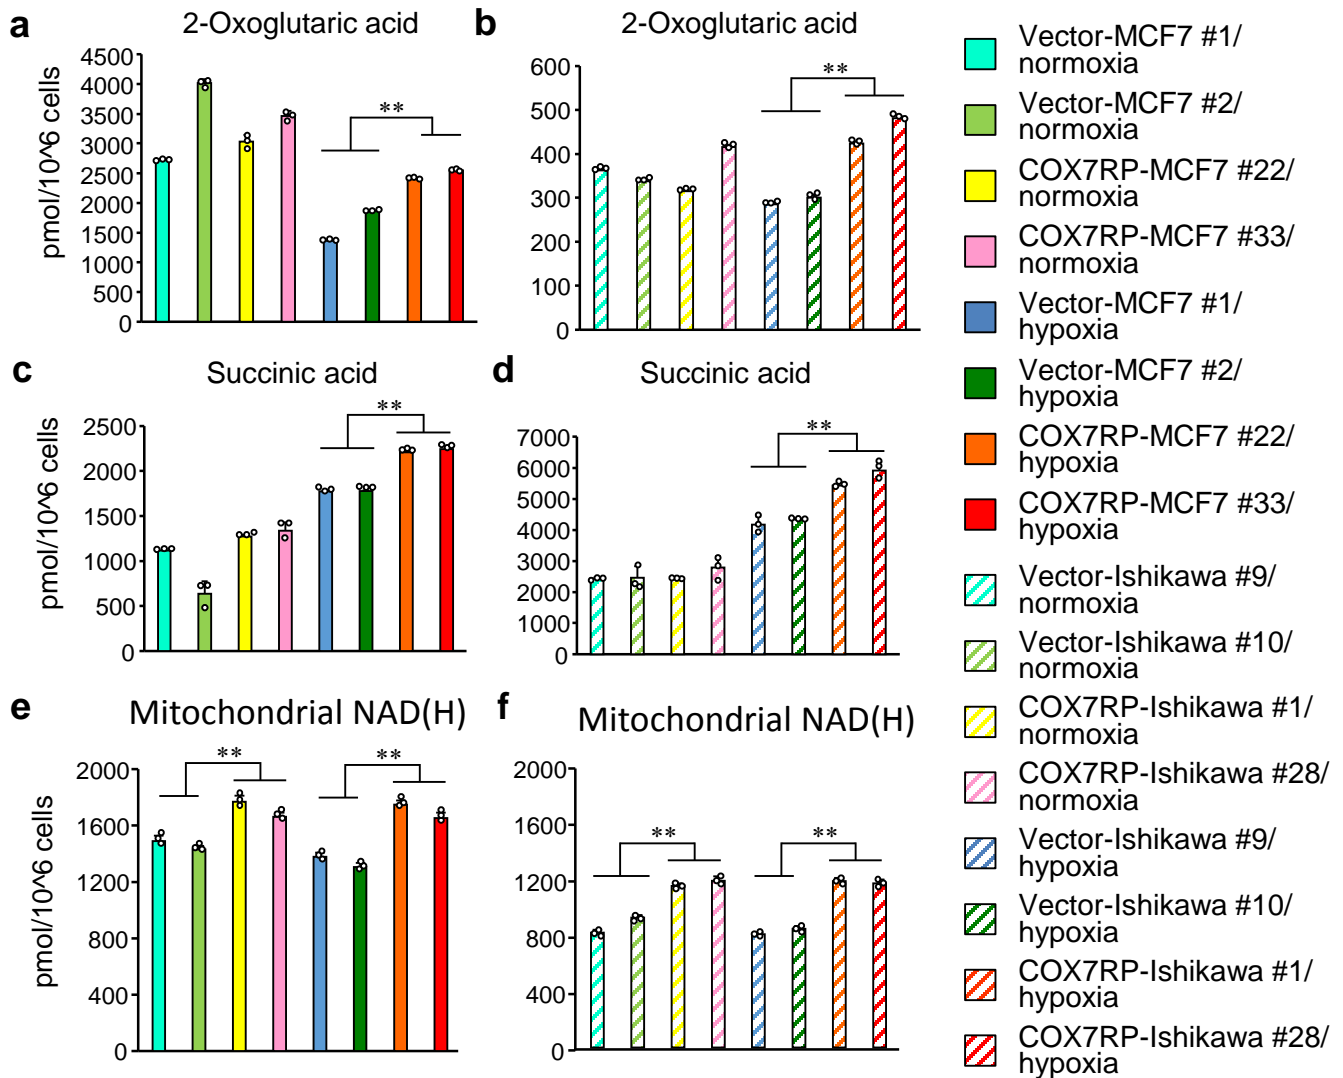 a
2-Oxoglutaric acid
4500
4000
3500
3000
2500
2000
1500
1000
500
0
pmol/10^6 cells
**
b
2-Oxoglutaric acid
600
500
400
300
200
100
0
**
c
Succinic acid
2500
2000
1500
1000
500
0
pmol/10^6 cells
**
d
Succinic acid
7000
6000
5000
4000
3000
2000
1000
0
**
e
Mitochondrial NAD(H)
2000
1600
1200
800
400
0
pmol/10^6 cells
**
**
f
Mitochondrial NAD(H)
2000
1600
1200
800
400
0
**
**
Vector-MCF7 #1/
normoxia
Vector-MCF7 #2/
normoxia
COX7RP-MCF7 #22/
normoxia
COX7RP-MCF7 #33/
normoxia
Vector-MCF7 #1/
hypoxia
Vector-MCF7 #2/
hypoxia
COX7RP-MCF7 #22/
hypoxia
COX7RP-MCF7 #33/
hypoxia
Vector-Ishikawa #9/
normoxia
Vector-Ishikawa #10/
normoxia
COX7RP-Ishikawa #1/
normoxia
COX7RP-Ishikawa #28/
normoxia
Vector-Ishikawa #9/
hypoxia
Vector-Ishikawa #10/
hypoxia
COX7RP-Ishikawa #1/
hypoxia
COX7RP-Ishikawa #28/
hypoxia